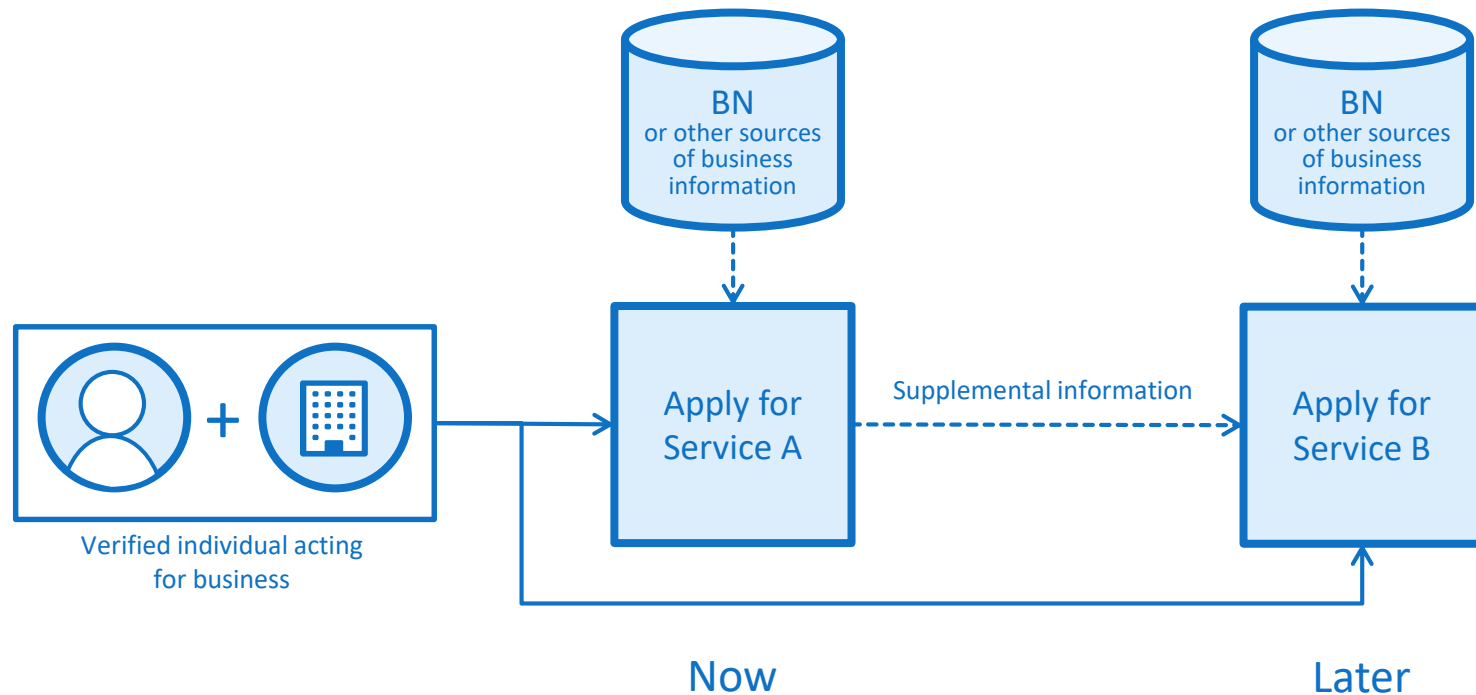 BN
or other sources
of business
information
BN
or other sources
of business
information
Apply for
Service A
Supplemental information
Apply for
Service B
Verified individual acting
for business
Now
Later